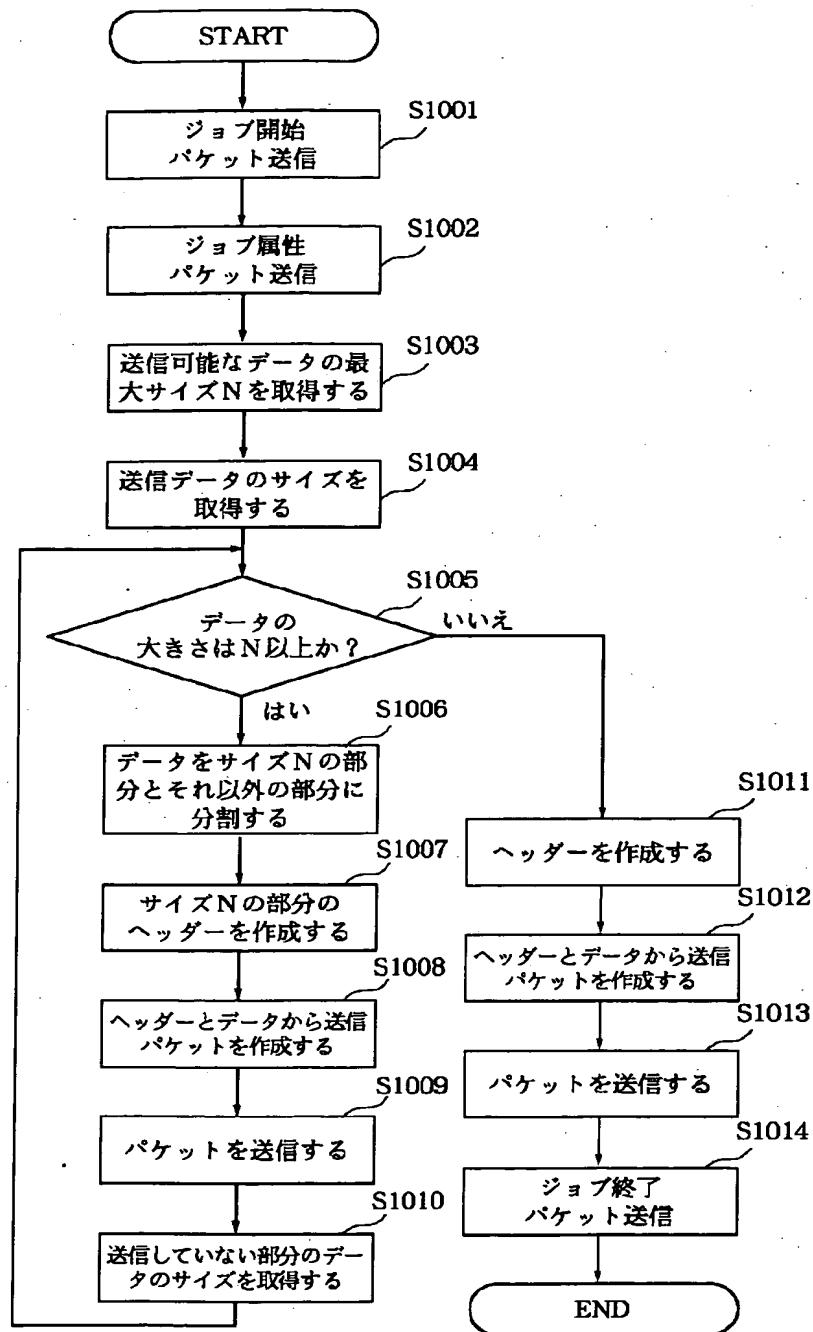 START
S1001
ジョブ開始
パケット送信
S1002
ジョブ属性
パケット送信
S1003
送信可能なデータの最
大サイズNを取得する
S1004
送信データのサイズを
取得する
S1005
データの
大きさはN以上か？
いいえ
はい
S1006
データをサイズNの部
分とそれ以外の部分に
分割する
S1007
サイズNの部分の
ヘッダーを作成する
S1008
ヘッダーとデータから送信
パケットを作成する
S1009
パケットを送信する
S1010
送信していない部分のデー
タのサイズを取得する
S1011
ヘッダーを作成する
S1012
ヘッダーとデータから送信
パケットを作成する
S1013
パケットを送信する
S1014
ジョブ終了
パケット送信
END